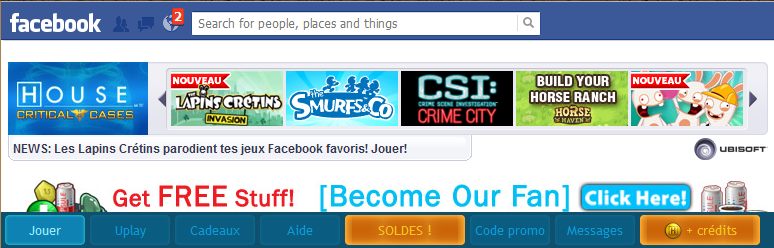 facebook
2
Search for people, places and things
HOUSE
CRITICAL CASES
NOUVEAU
THE LAPINS CRÉTINS
INVASION
THE SMURFS & CO
CSI:
CRIME SCENE INVESTIGATION
CRIME CITY
BUILD YOUR
HORSE RANCH
HORSE
HAVEN
NOUVEAU
NEWS: Les Lapins Crétins parodient tes jeux Facebook favoris! Jouer!
UBISOFT
Get FREE Stuff! [Become Our Fan] Click Here!
Jouer
Uplay
Cadeaux
Aide
SOLDES !
Code promo
Messages
+ crédits